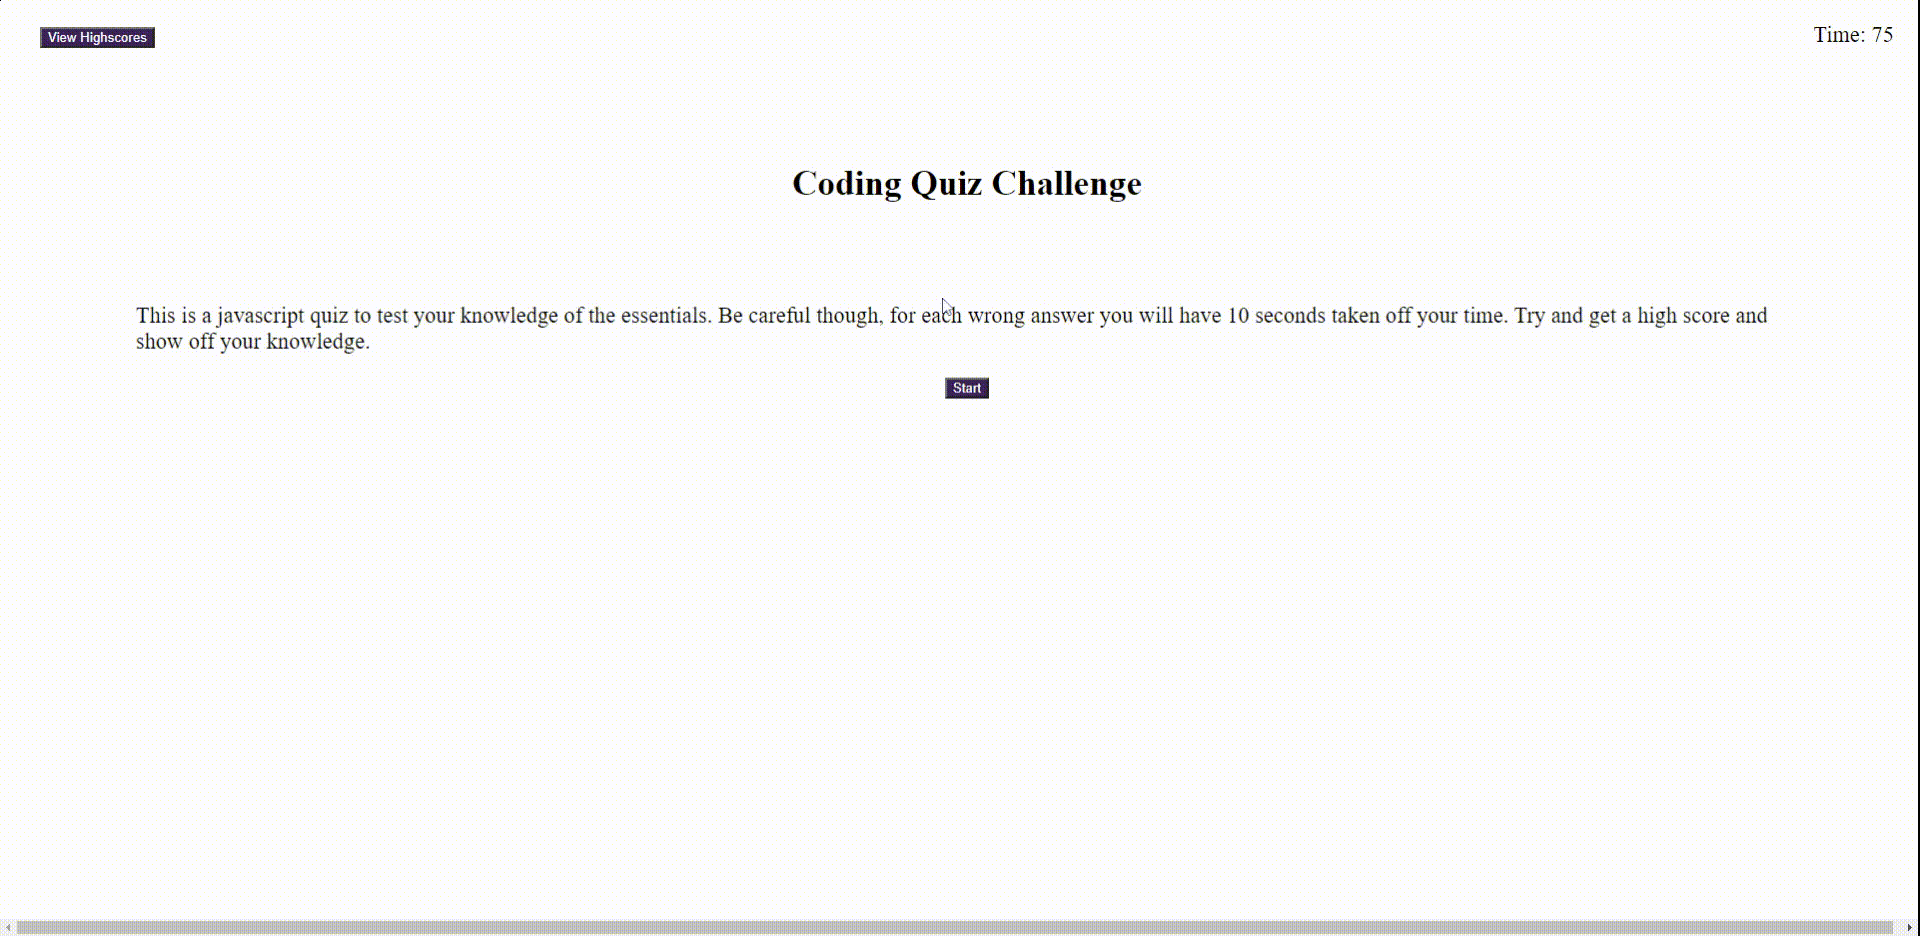 View Highscores
Time: 75
Coding Quiz Challenge
This is a javascript quiz to test your knowledge of the essentials. Be careful though, for each wrong answer you will have 10 seconds taken off your time. Try and get a high score and
show off your knowledge.
Start